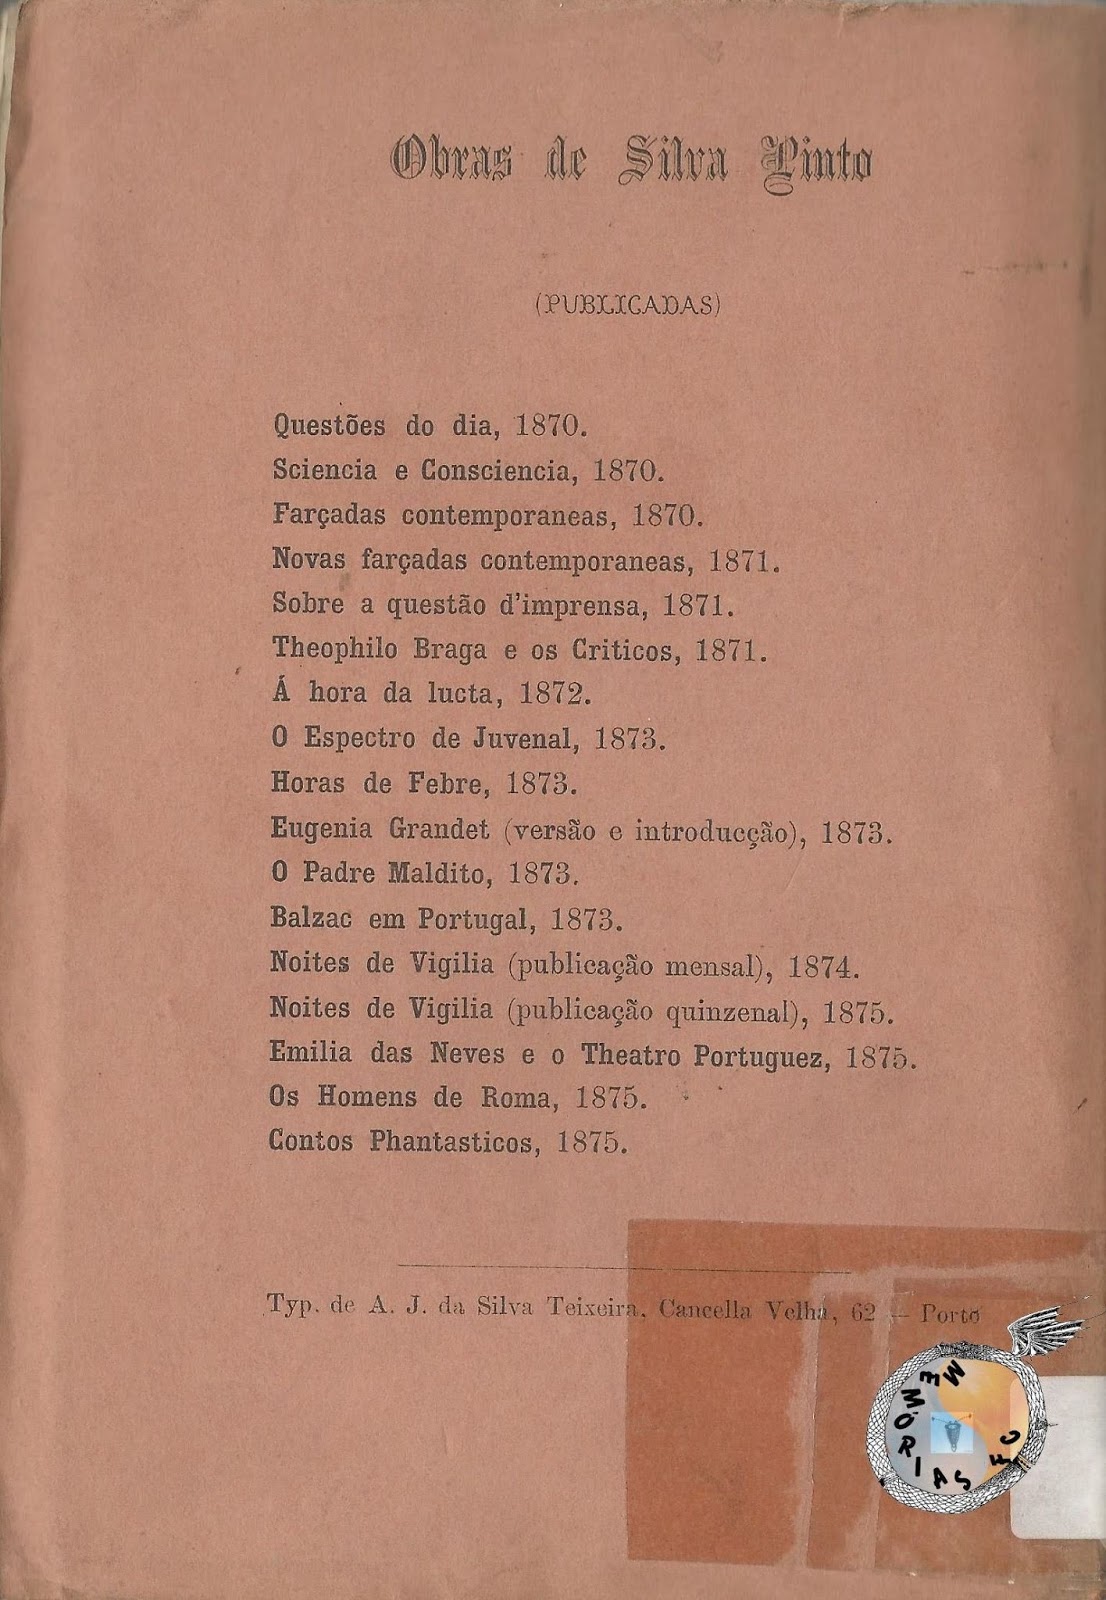 Obras de Silva Pinto
(PUBLICADAS)
Questões do dia, 1870.
Sciencia e Consciencia, 1870.
Farçadas contemporaneas, 1870.
Novas farçadas contemporaneas, 1871.
Sobre a questão d'imprensa, 1871.
Theophilo Braga e os Criticos, 1871.
Á hora da lucta, 1872.
O Espectro de Juvenal, 1873.
Horas de Febre, 1873.
Eugenia Grandet (versão e introducção), 1873.
O Padre Maldito, 1873.
Balzac em Portugal, 1873.
Noites de Vigilia (publicação mensal), 1874.
Noites de Vigilia (publicação quinzenal), 1875.
Emilia das Neves e o Theatro Portuguez, 1875.
Os Homens de Roma, 1875.
Contos Phantasticos, 1875.
Typ. de A. J. da Silva Teixeira, Cancella Velha, 62 — Porto
MEMÓRIAS